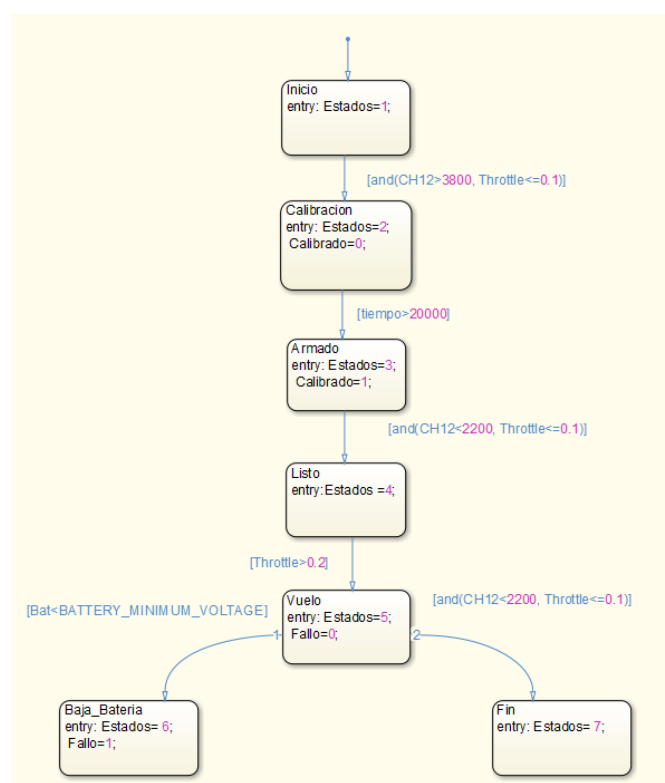 Inicio
entry: Estados=1;
[and(CH12>3800, Throttle<=0.1)]
Calibracion
entry: Estados=2;
Calibrado=0;
[tiempo>20000]
Armado
entry: Estados=3;
Calibrado=1;
[and(CH12<2200, Throttle<=0.1)]
Listo
entry:Estados =4;
[Throttle>0.2]
[Bat<BATTERY_MINIMUM_VOLTAGE]
Vuelo
entry: Estados=5;
Fallo=0;
[and(CH12<2200, Throttle<=0.1)]
1
2
Baja_Bateria
entry: Estados= 6;
Fallo=1;
Fin
entry: Estados= 7;